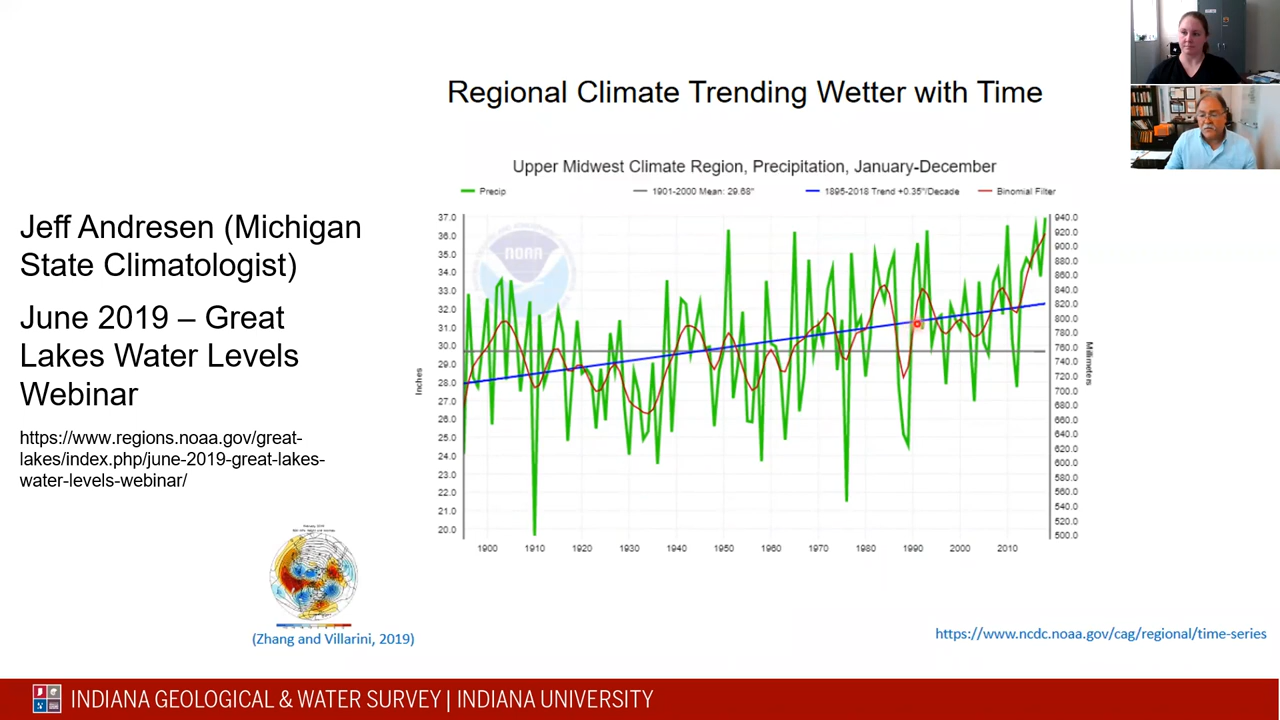 Regional Climate Trending Wetter with Time
Upper Midwest Climate Region, Precipitation, January-December
Precip
1901-2000 Mean: 29.68"
1895-2018 Trend +0.35"/Decade
Binomial Filter
Jeff Andresen (Michigan
State Climatologist)
June 2019 – Great
Lakes Water Levels
Webinar
https://www.regions.noaa.gov/great-
lakes/index.php/june-2019-great-lakes-
water-levels-webinar/
(Zhang and Villarini, 2019)
37.0
36.0
35.0
34.0
33.0
32.0
31.0
30.0
29.0
28.0
27.0
26.0
25.0
24.0
23.0
22.0
21.0
20.0
Inches
NOAA
940.0
920.0
900.0
880.0
860.0
840.0
820.0
800.0
780.0
760.0
740.0
720.0
700.0
680.0
660.0
640.0
620.0
600.0
580.0
560.0
540.0
520.0
500.0
Millimeters
1900 1910 1920 1930 1940 1950 1960 1970 1980 1990 2000 2010
https://www.ncdc.noaa.gov/cag/regional/time-series
INDIANA GEOLOGICAL & WATER SURVEY | INDIANA UNIVERSITY